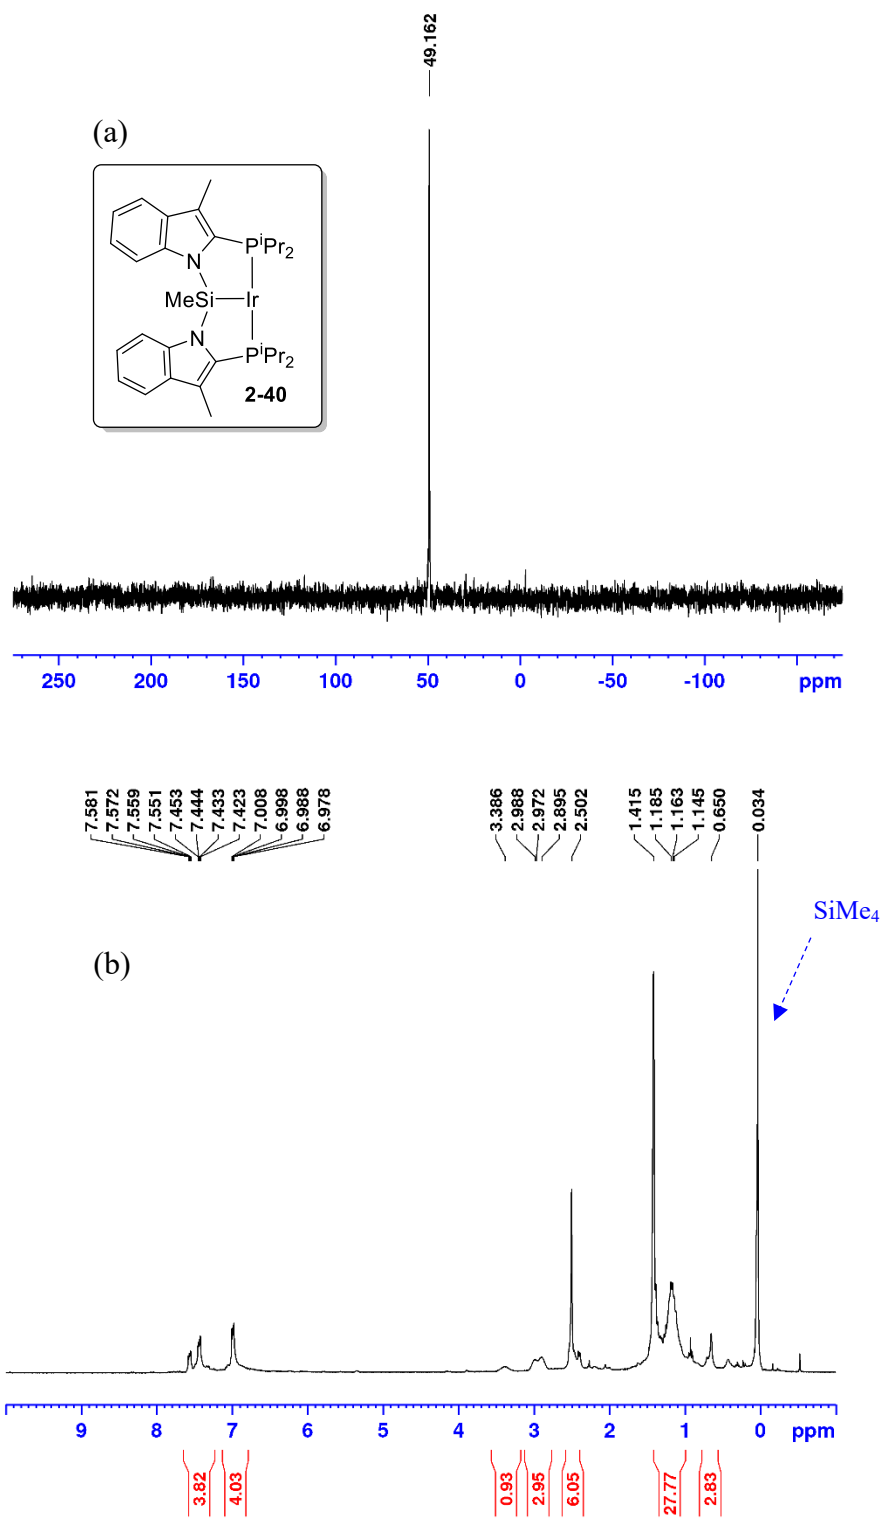 49.162
(a)
PⁱPr₂
N
MeSi
Ir
N
PⁱPr₂
2-40
250 200 150 100 50 0 -50 -100 ppm
7.581 7.572 7.559 7.551 7.453 7.444 7.433 7.423 7.008 6.998 6.988 6.978 3.386 2.988 2.972 2.895 2.502 1.415 1.185 1.163 1.145 0.650 0.034
SiMe₄
(b)
9 8 7 6 5 4 3 2 1 0 ppm
3.82 4.03 0.93 2.95 6.05 27.77 2.83